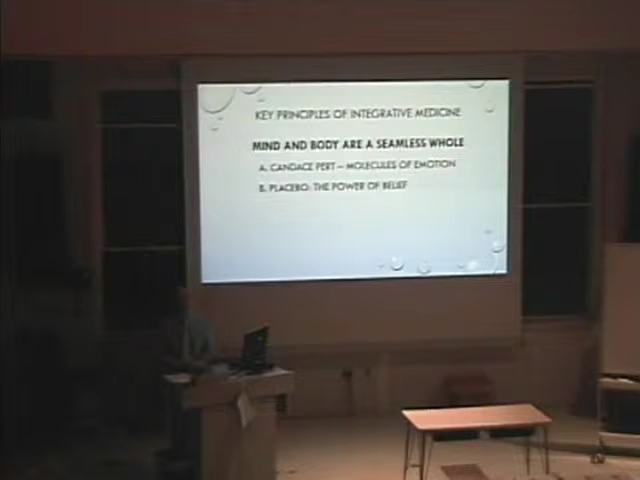 KEY PRINCIPLES OF INTEGRATIVE MEDICINE
MIND AND BODY ARE A SEAMLESS WHOLE
A. CANDACE PERT – MOLECULES OF EMOTION
B. PLACEBO: THE POWER OF BELIEF